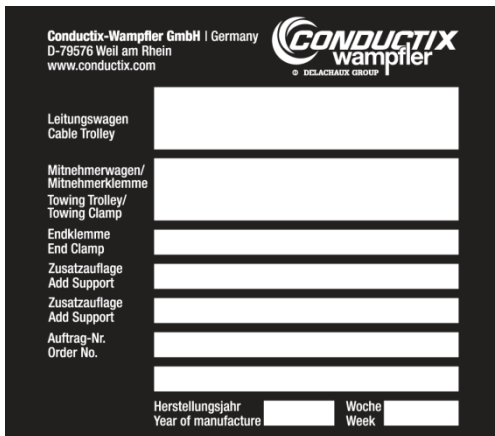 Conductix-Wampfler GmbH | Germany
D-79576 Weil am Rhein
www.conductix.com
CONDUCTIX
wampfler
DELACHAUX GROUP
Leitungswagen
Cable Trolley
Mitnehmerwagen/
Mitnehmerklemme
Towing Trolley/
Towing Clamp
Endklemme
End Clamp
Zusatzauflage
Add Support
Zusatzauflage
Add Support
Auftrag-Nr.
Order No.
Herstellungsjahr
Year of manufacture
Woche
Week